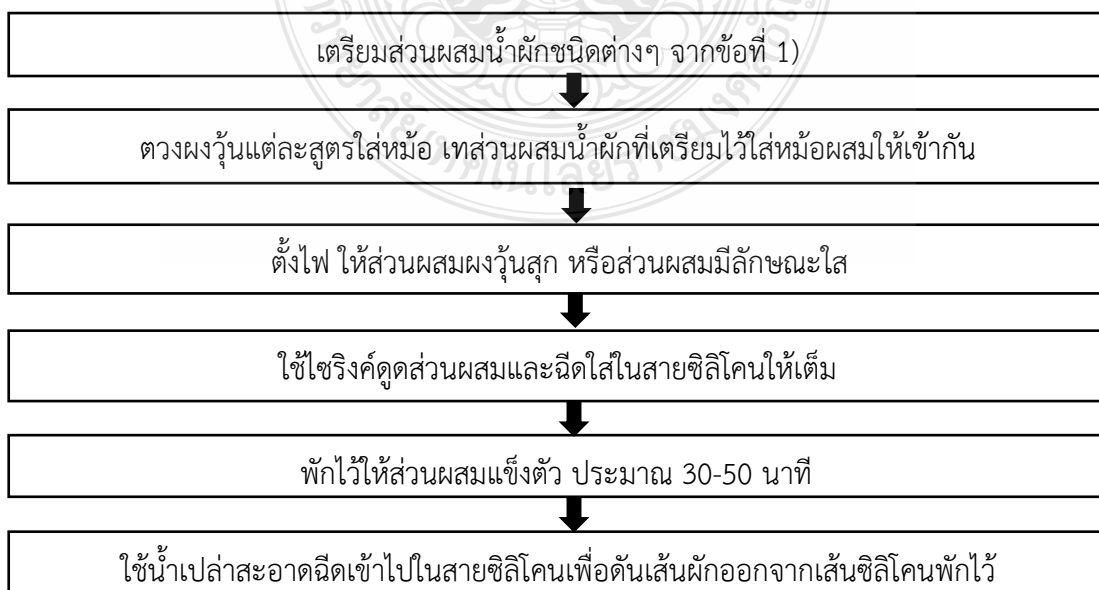 เตรียมส่วนผสมน้ำผักชนิดต่างๆ จากข้อที่ 1)
ตวงผงวุ้นแต่ละสูตรใส่หม้อ เทส่วนผสมน้ำผักที่เตรียมไว้ใส่หม้อผสมให้เข้ากัน
ตั้งไฟ ให้ส่วนผสมผงวุ้นสุก หรือส่วนผสมมีลักษณะใส
ใช้ไซริงค์ดูดส่วนผสมและฉีดใส่ในสายซิลิโคนให้เต็ม
พักไว้ให้ส่วนผสมแข็งตัว ประมาณ 30-50 นาที
ใช้น้ำเปล่าสะอาดฉีดเข้าไปในสายซิลิโคนเพื่อดันเส้นผักออกจากเส้นซิลิโคนพักไว้